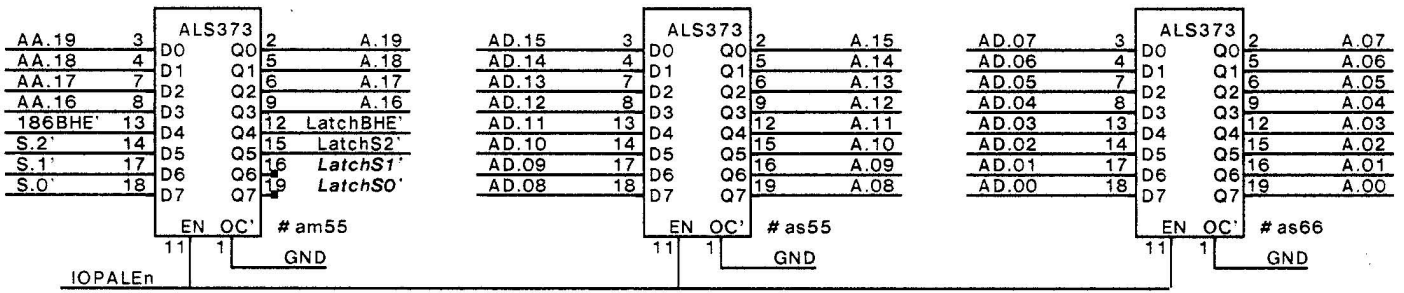 ALS373 ALS373 ALS373
AA.19 3 D0 Q0 2 A.19 AD.15 3 D0 Q0 2 A.15 AD.07 3 D0 Q0 2 A.07
AA.18 4 D1 Q1 5 A.18 AD.14 4 D1 Q1 5 A.14 AD.06 4 D1 Q1 5 A.06
AA.17 7 D2 Q2 6 A.17 AD.13 7 D2 Q2 6 A.13 AD.05 7 D2 Q2 6 A.05
AA.16 8 D3 Q3 9 A.16 AD.12 8 D3 Q3 9 A.12 AD.04 8 D3 Q3 9 A.04
186BHE' 13 D4 Q4 12 LatchBHE' AD.11 13 D4 Q4 12 A.11 AD.03 13 D4 Q4 12 A.03
S.2' 14 D5 Q5 15 LatchS2' AD.10 14 D5 Q5 15 A.10 AD.02 14 D5 Q5 15 A.02
S.1' 17 D6 Q6 16 LatchS1' AD.09 17 D6 Q6 16 A.09 AD.01 17 D6 Q6 16 A.01
S.0' 18 D7 Q7 19 LatchS0' AD.08 18 D7 Q7 19 A.08 AD.00 18 D7 Q7 19 A.00
EN OC' # am55 EN OC' # as55 EN OC' # as66
11 1 GND 11 1 GND 11 1 GND
IOPALEn